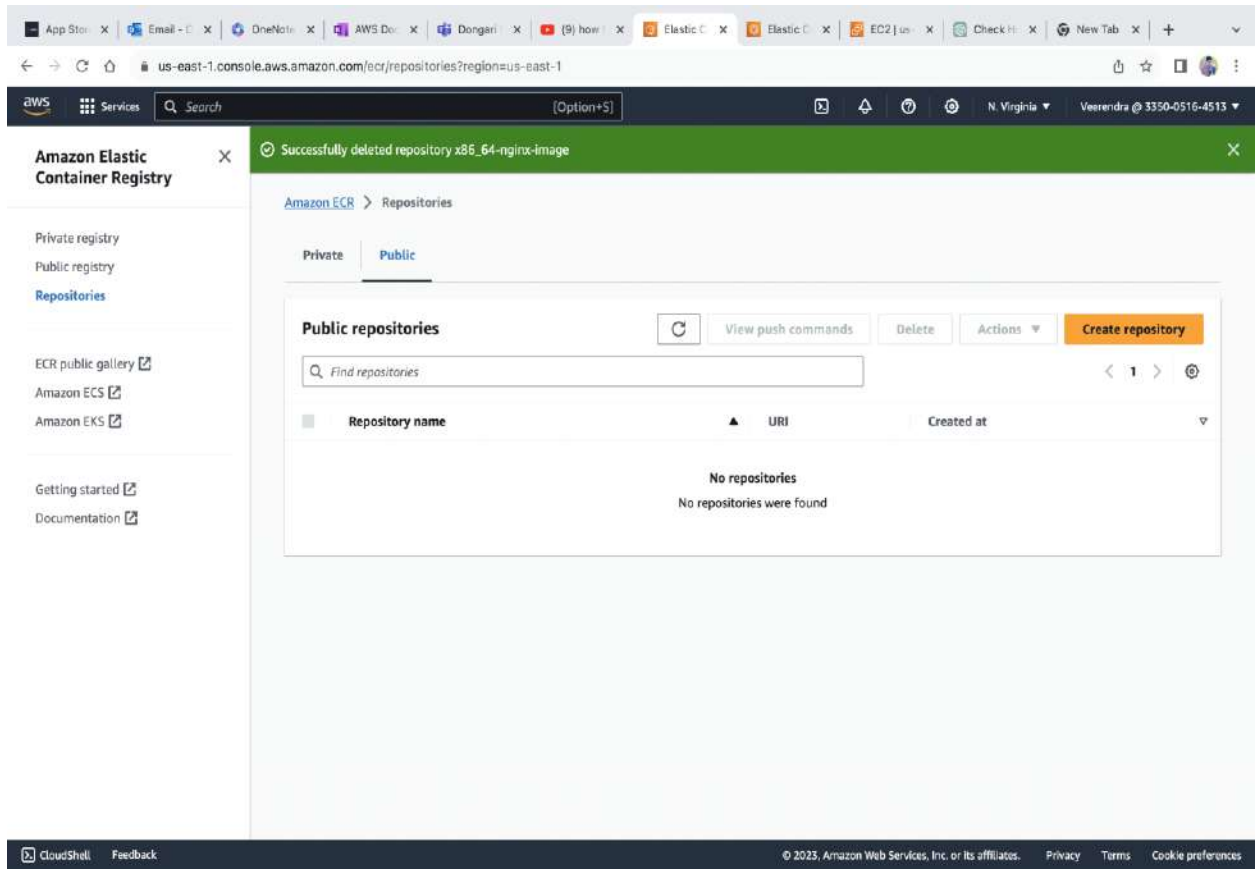 App Stor
Email - D
OneNote
AWS Doc
Dongari
(9) how t
Elastic C
Elastic C
EC2 | us-
Check H
New Tab
us-east-1.console.aws.amazon.com/ecr/repositories?region=us-east-1
aws
Services
Search
[Option+S]
N. Virginia
Veerendra @ 3350-0516-4513
Amazon Elastic
Container Registry
Private registry
Public registry
Repositories
ECR public gallery
Amazon ECS
Amazon EKS
Getting started
Documentation
Successfully deleted repository x86_64-nginx-image
Amazon ECR > Repositories
Private
Public
Public repositories
View push commands
Delete
Actions
Create repository
Find repositories
1
Repository name
URI
Created at
No repositories
No repositories were found
CloudShell
Feedback
© 2023, Amazon Web Services, Inc. or its affiliates.
Privacy
Terms
Cookie preferences